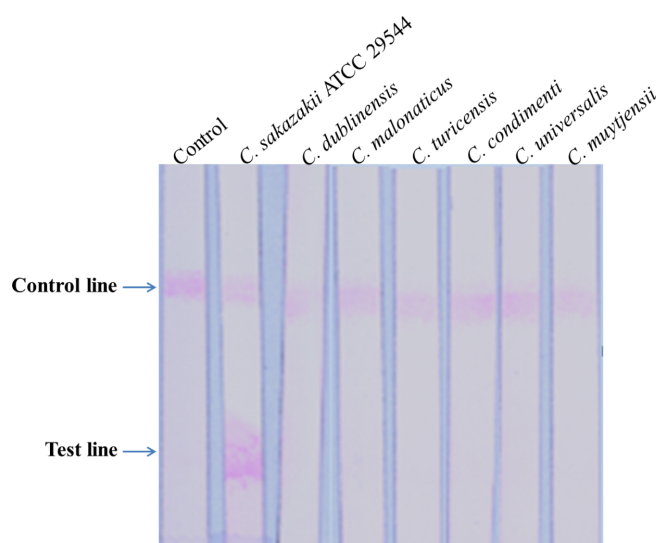 Control
C. sakazakii ATCC 29544
C. dublinensis
C. malonaticus
C. turicensis
C. condimenti
C. universalis
C. muytjensii
Control line
Test line